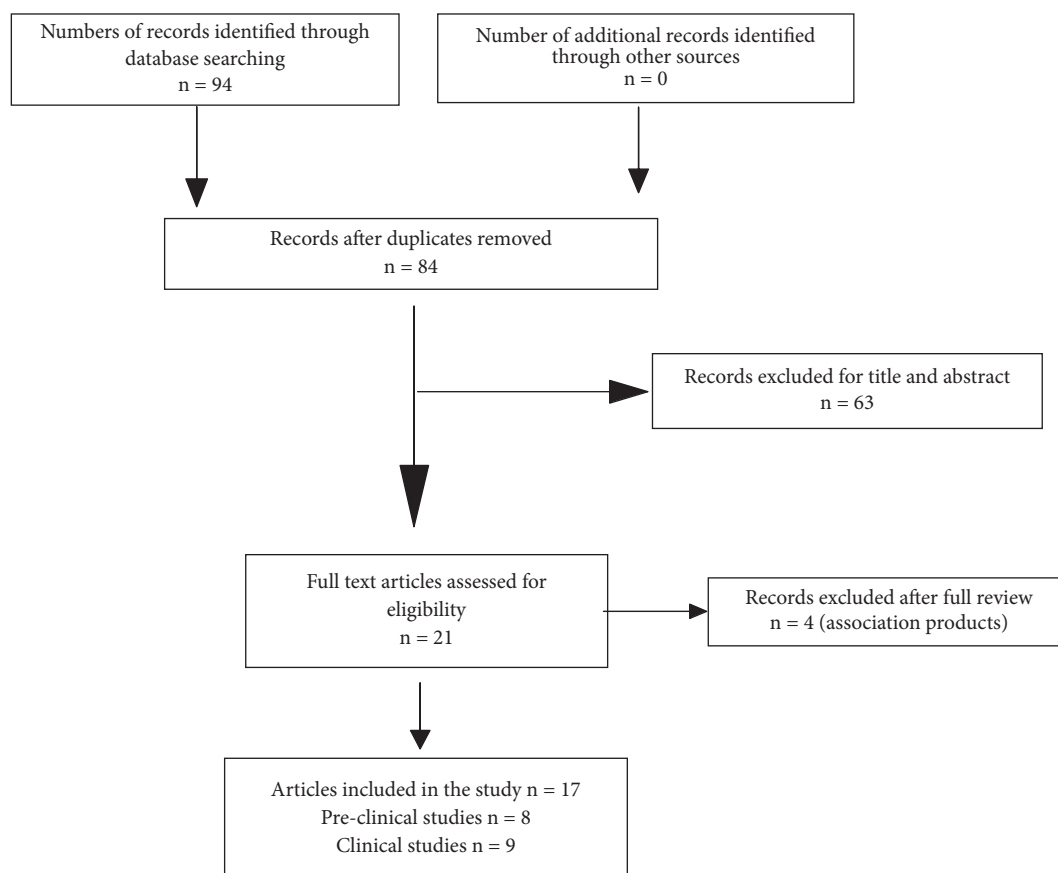 Numbers of records identified through
database searching
n = 94
Number of additional records identified
through other sources
n = 0
Records after duplicates removed
n = 84
Records excluded for title and abstract
n = 63
Full text articles assessed for
eligibility
n = 21
Records excluded after full review
n = 4 (association products)
Articles included in the study n = 17
Pre-clinical studies n = 8
Clinical studies n = 9